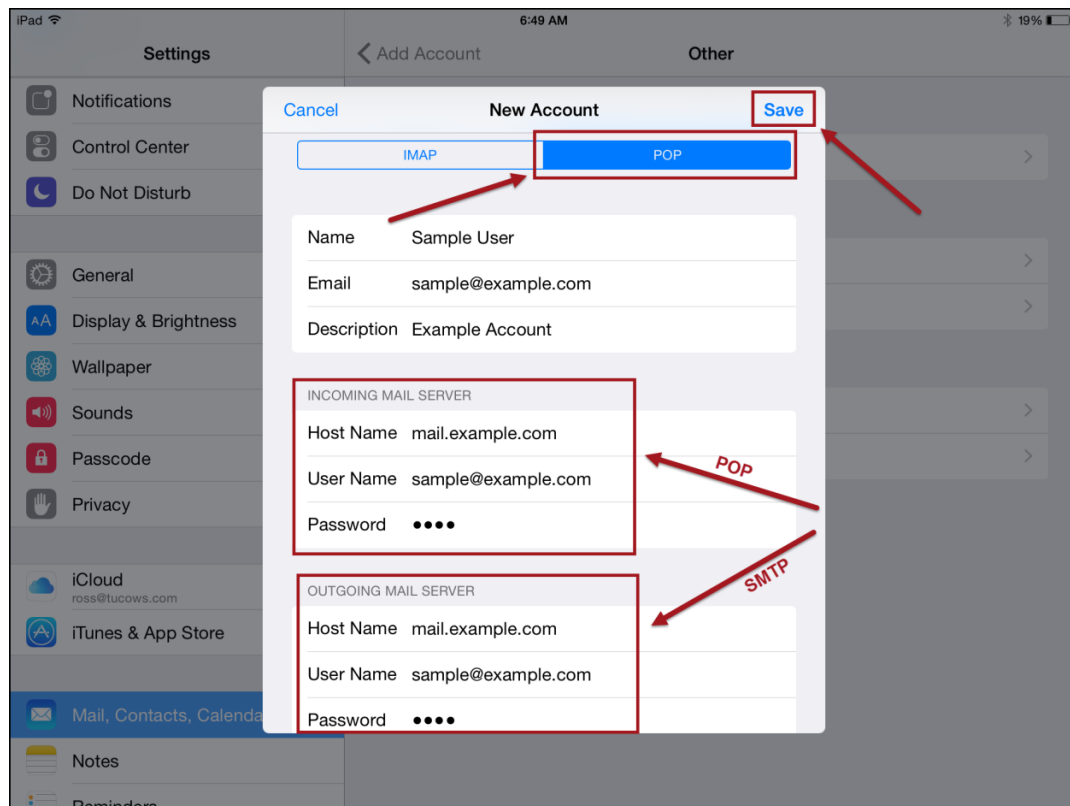 iPad 6:49 AM 19%
Settings
Add Account Other
Notifications
Control Center
Do Not Disturb
General
AA Display & Brightness
Wallpaper
Sounds
Passcode
Privacy
iCloud
ross@tucows.com
iTunes & App Store
Mail, Contacts, Calenda
Notes
Reminders
Cancel New Account Save
IMAP POP
Name Sample User
Email sample@example.com
Description Example Account
INCOMING MAIL SERVER
Host Name mail.example.com
User Name sample@example.com
Password ••••
POP
SMTP
OUTGOING MAIL SERVER
Host Name mail.example.com
User Name sample@example.com
Password ••••